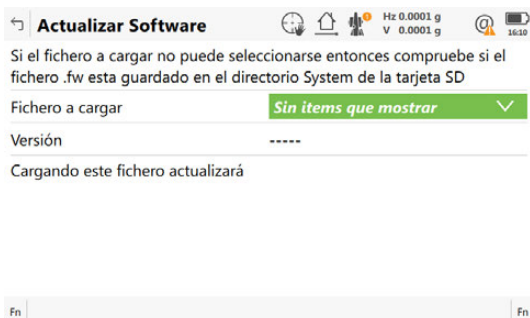 Actualizar Software
Hz 0.0001 g
V 0.0001 g
16:10
Si el fichero a cargar no puede seleccionarse entonces compruebe si el
fichero .fw esta guardado en el directorio System de la tarjeta SD
Fichero a cargar Sin items que mostrar
Versión -----
Cargando este fichero actualizará
Fn Fn